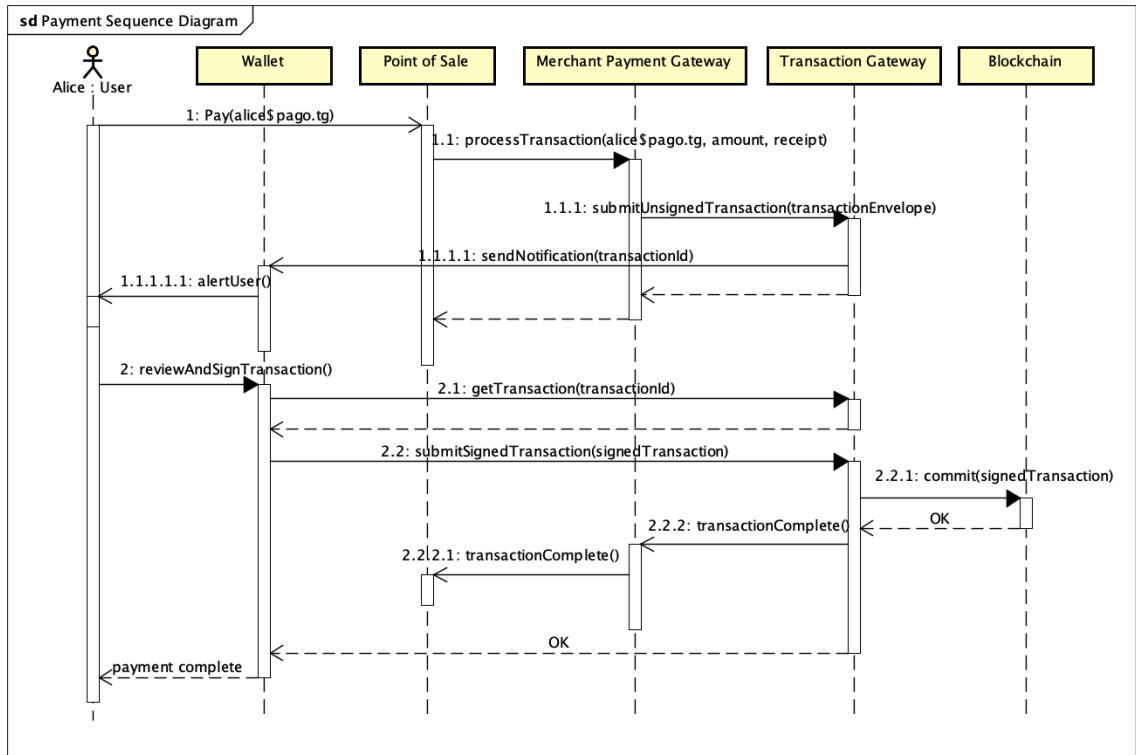 sd Payment Sequence Diagram
Alice : User
Wallet
Point of Sale
Merchant Payment Gateway
Transaction Gateway
Blockchain
1: Pay(alice$pago.tg)
1.1: processTransaction(alice$pago.tg, amount, receipt)
1.1.1: submitUnsignedTransaction(transactionEnvelope)
1.1.1.1: sendNotification(transactionId)
1.1.1.1.1: alertUser()
2: reviewAndSignTransaction()
2.1: getTransaction(transactionId)
2.2: submitSignedTransaction(signedTransaction)
2.2.1: commit(signedTransaction)
OK
2.2.2: transactionComplete()
2.2.2.1: transactionComplete()
OK
payment complete